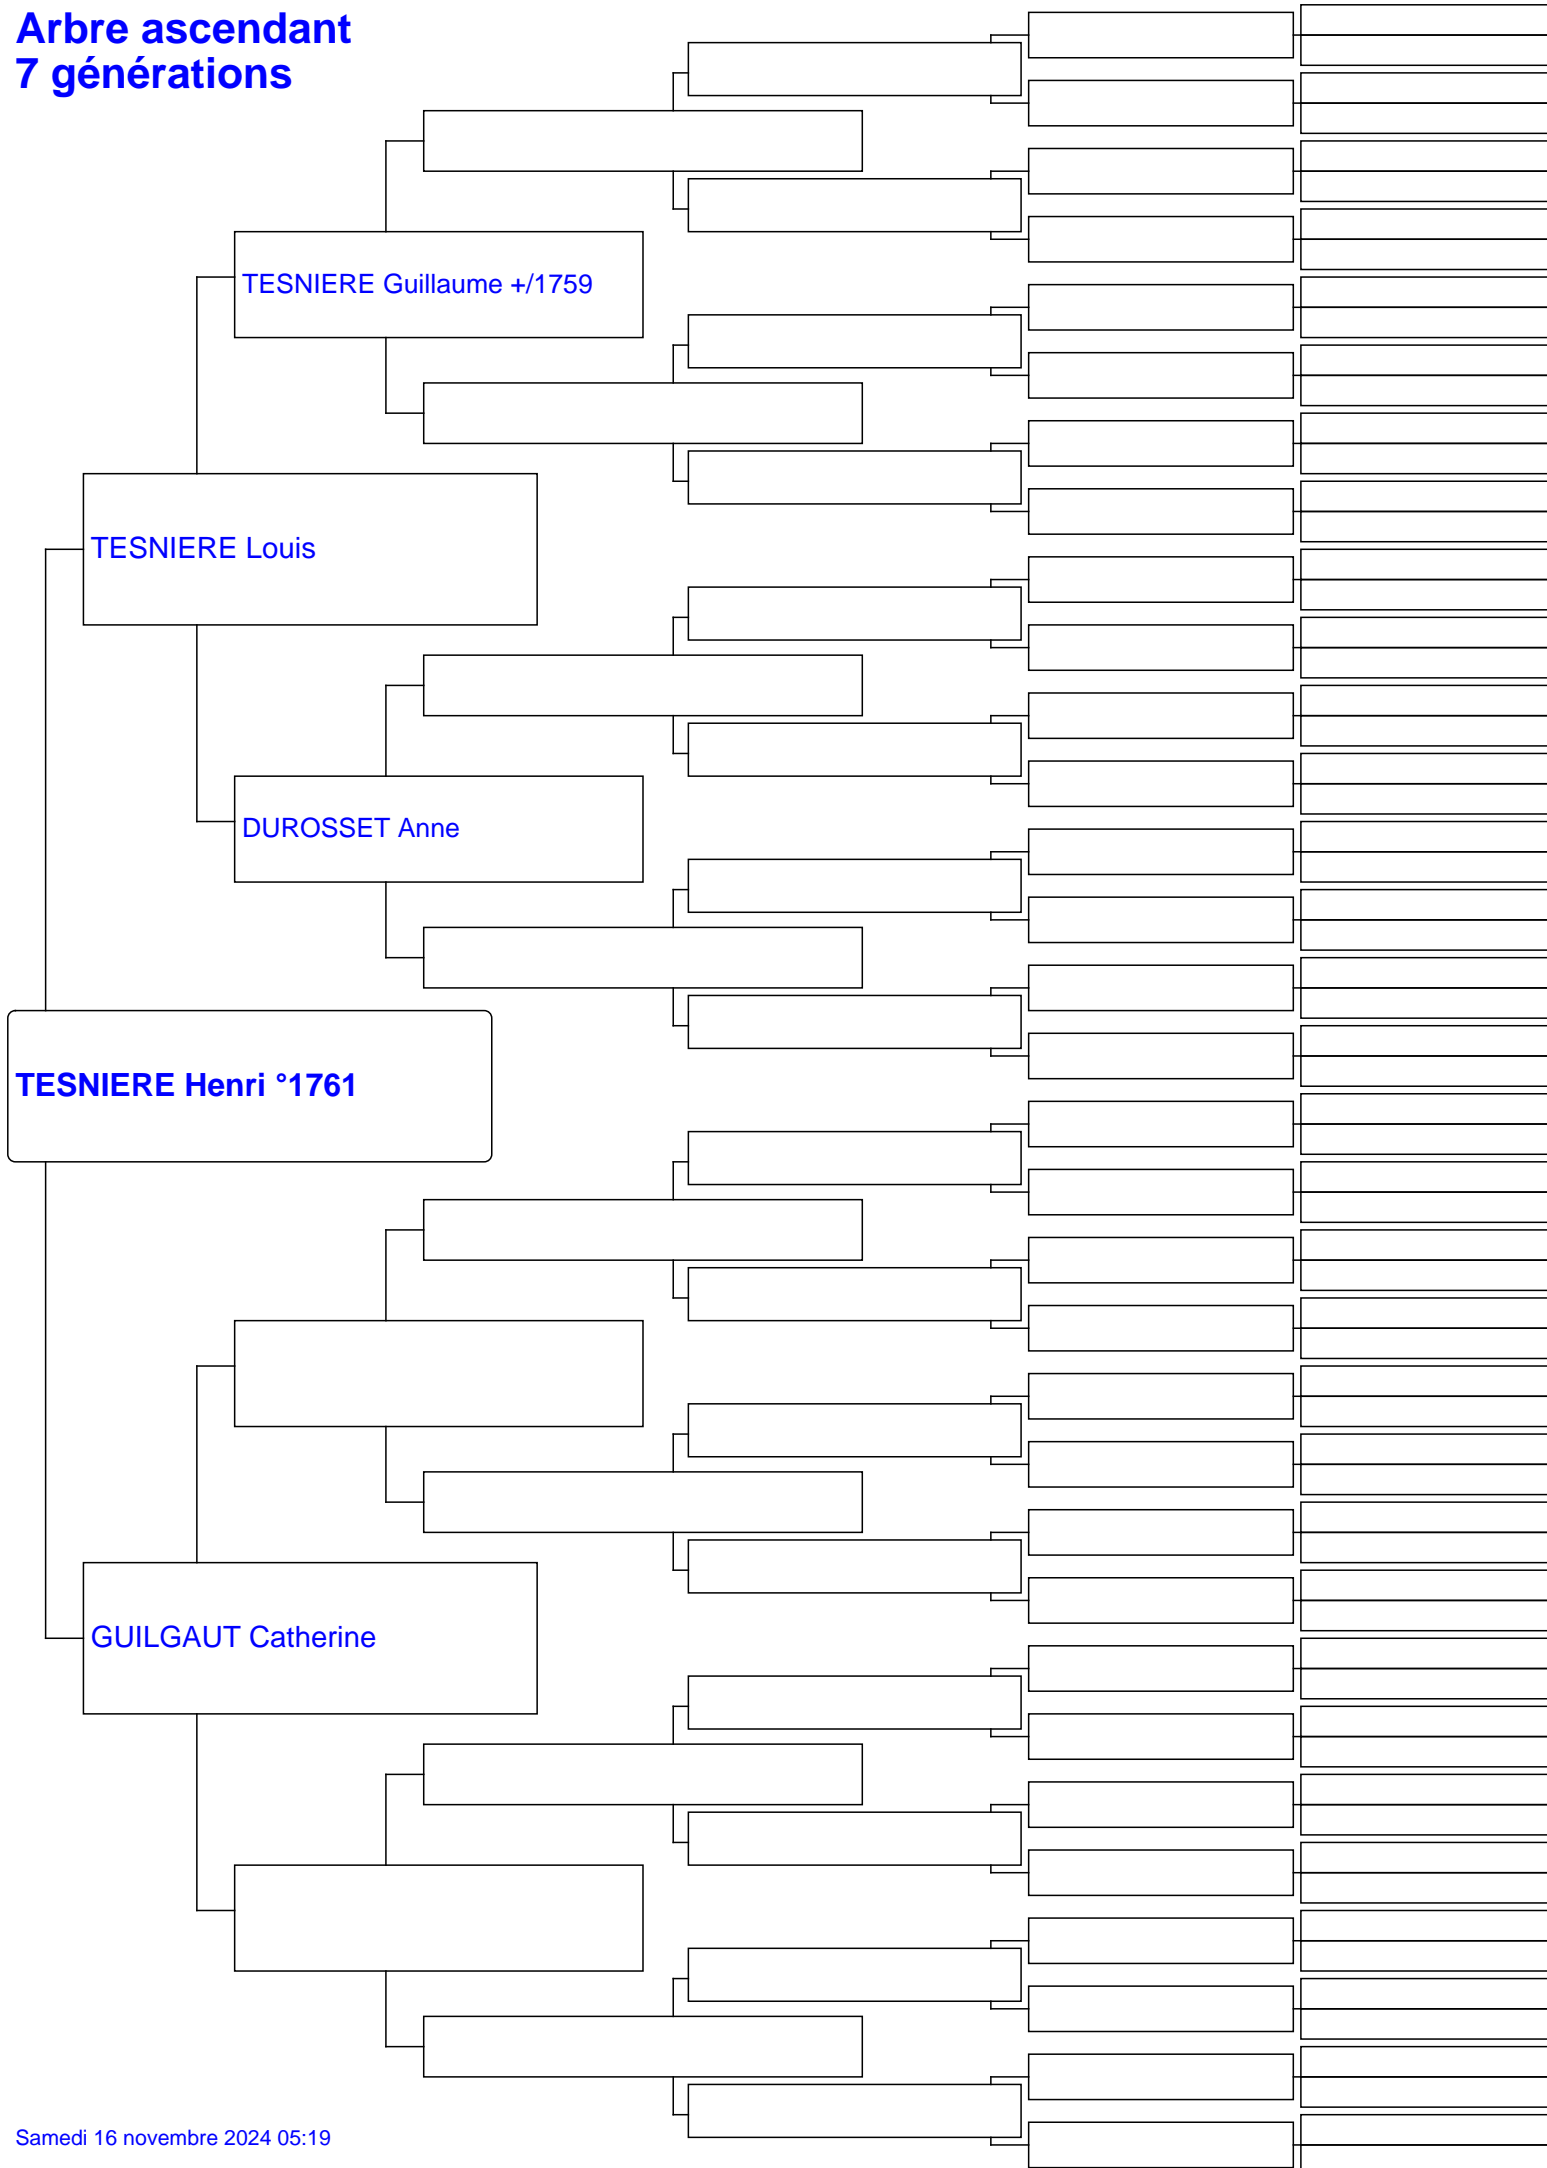 Arbre ascendant
7 générations
TESNIERE Guillaume +/1759
TESNIERE Louis
DUROSSET Anne
TESNIERE Henri °1761
GUILGAUT Catherine
Samedi 16 novembre 2024 05:19